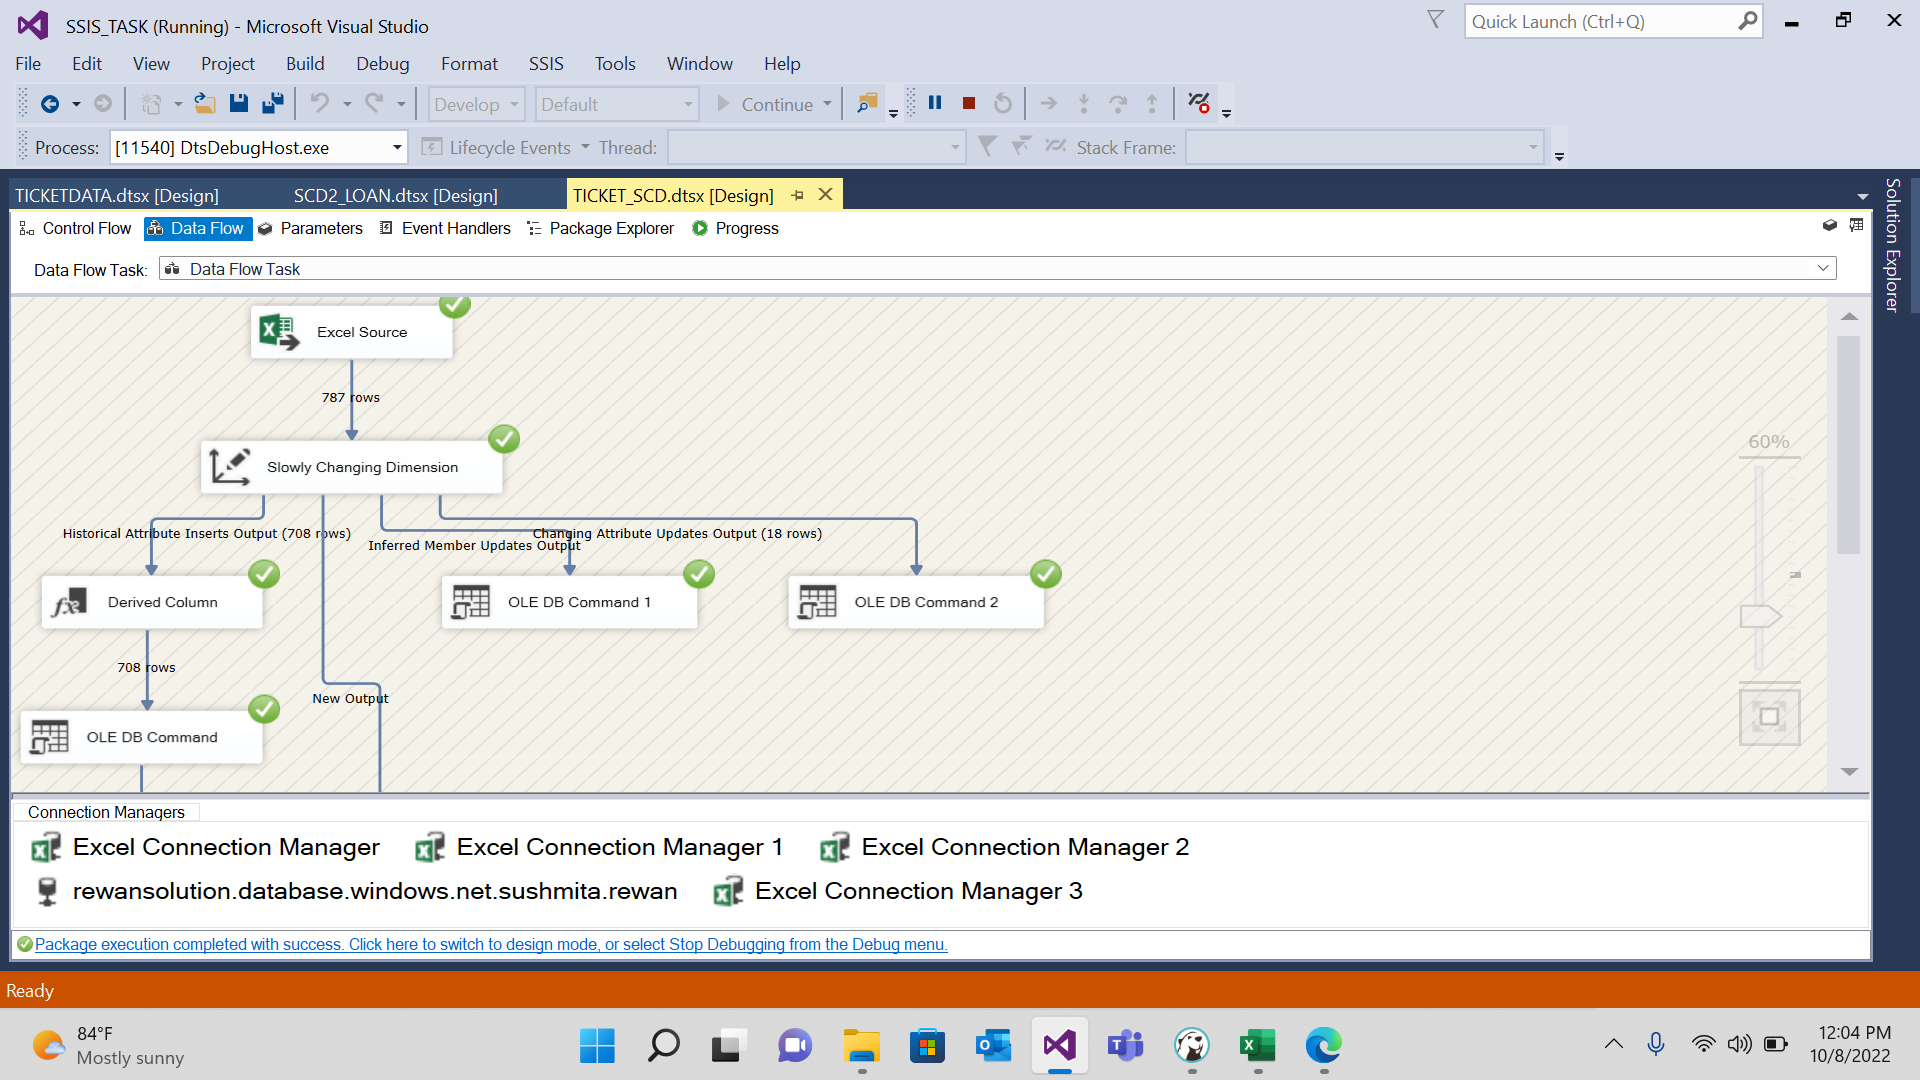 SSIS_TASK (Running) - Microsoft Visual Studio
Quick Launch (Ctrl+Q)
File Edit View Project Build Debug Format SSIS Tools Window Help
Develop Default Continue
Process: [11540] DtsDebugHost.exe Lifecycle Events Thread: Stack Frame:
TICKETDATA.dtsx [Design] SCD2_LOAN.dtsx [Design] TICKET_SCD.dtsx [Design]
Solution Explorer
Control Flow Data Flow Parameters Event Handlers Package Explorer Progress
Data Flow Task: Data Flow Task
Excel Source
787 rows
60%
Slowly Changing Dimension
Historical Attribute Inserts Output (708 rows)
Changing Attribute Updates Output (18 rows)
Inferred Member Updates Output
Derived Column
OLE DB Command 1
OLE DB Command 2
708 rows
New Output
OLE DB Command
Connection Managers
Excel Connection Manager Excel Connection Manager 1 Excel Connection Manager 2
rewansolution.database.windows.net.sushmita.rewan Excel Connection Manager 3
Package execution completed with success. Click here to switch to design mode, or select Stop Debugging from the Debug menu.
Ready
84°F
Mostly sunny
12:04 PM
10/8/2022